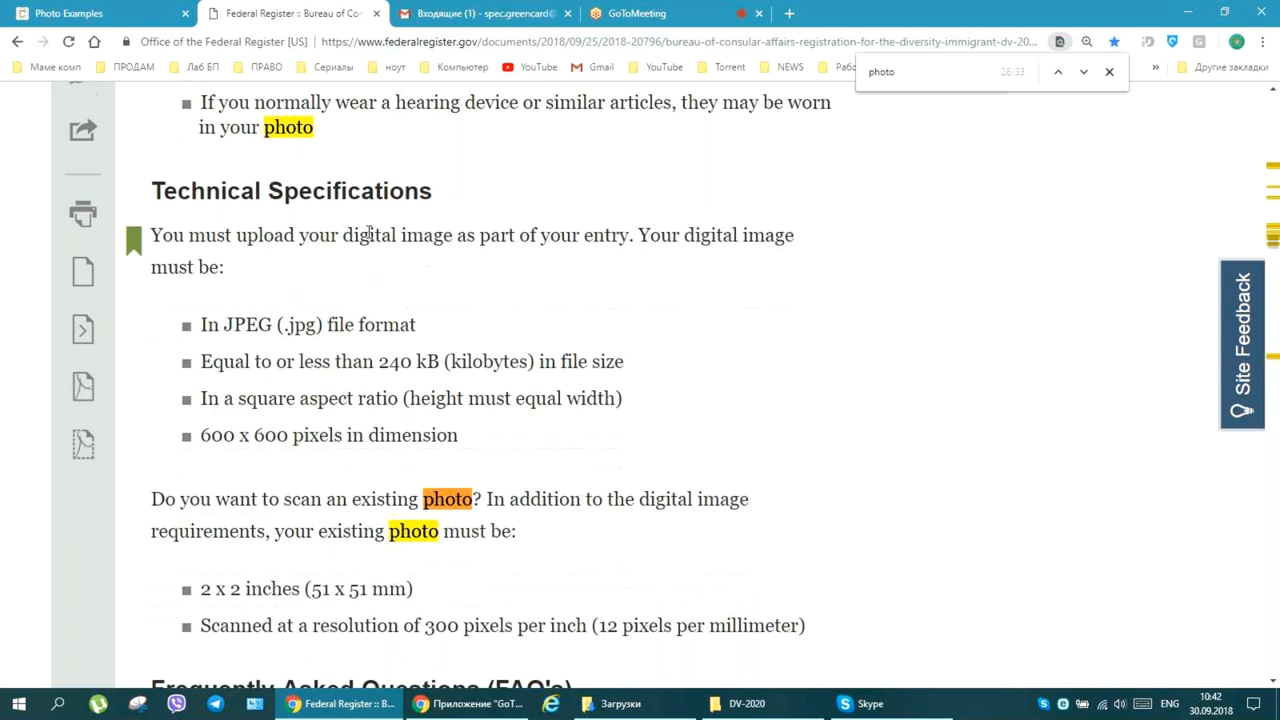 Photo Examples
Federal Register :: Bureau of Cor
Входящие (1) - spec.greencard@
GoToMeeting
Office of the Federal Register [US]
https://www.federalregister.gov/documents/2018/09/25/2018-20796/bureau-of-consular-affairs-registration-for-the-diversity-immigrant-dv-20...
Маме комп
ПРОДАМ
Лаб БП
ПРАВО
Сериалы
ноут
Компьютер
YouTube
Gmail
YouTube
Torrent
NEWS
Рабо
»
Другие закладки
photo
28/33
If you normally wear a hearing device or similar articles, they may be worn
in your photo
Technical Specifications
You must upload your digital image as part of your entry. Your digital image
must be:
In JPEG (.jpg) file format
Equal to or less than 240 kB (kilobytes) in file size
In a square aspect ratio (height must equal width)
600 x 600 pixels in dimension
Do you want to scan an existing photo? In addition to the digital image
requirements, your existing photo must be:
2 x 2 inches (51 x 51 mm)
Scanned at a resolution of 300 pixels per inch (12 pixels per millimeter)
Frequently Asked Questions (FAQ's)
Site Feedback
Federal Register :: B...
Приложение "GoT...
Загрузки
DV-2020
Skype
ENG
10:42
30.09.2018